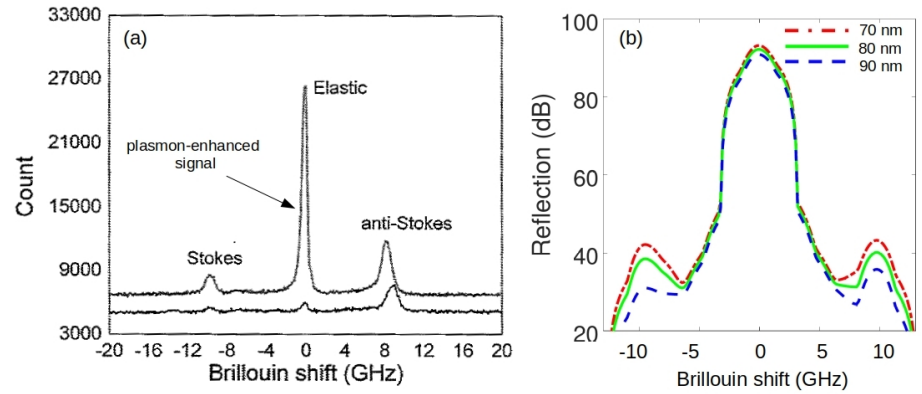 (a)
33000
27000
21000
15000
9000
3000
Count
Elastic
plasmon-enhanced
signal
anti-Stokes
Stokes
-20 -16 -12 -8 -4 0 4 8 12 16 20
Brillouin shift (GHz)
(b)
100
80
60
40
20
Reflection (dB)
70 nm
80 nm
90 nm
-10 -5 0 5 10
Brillouin shift (GHz)